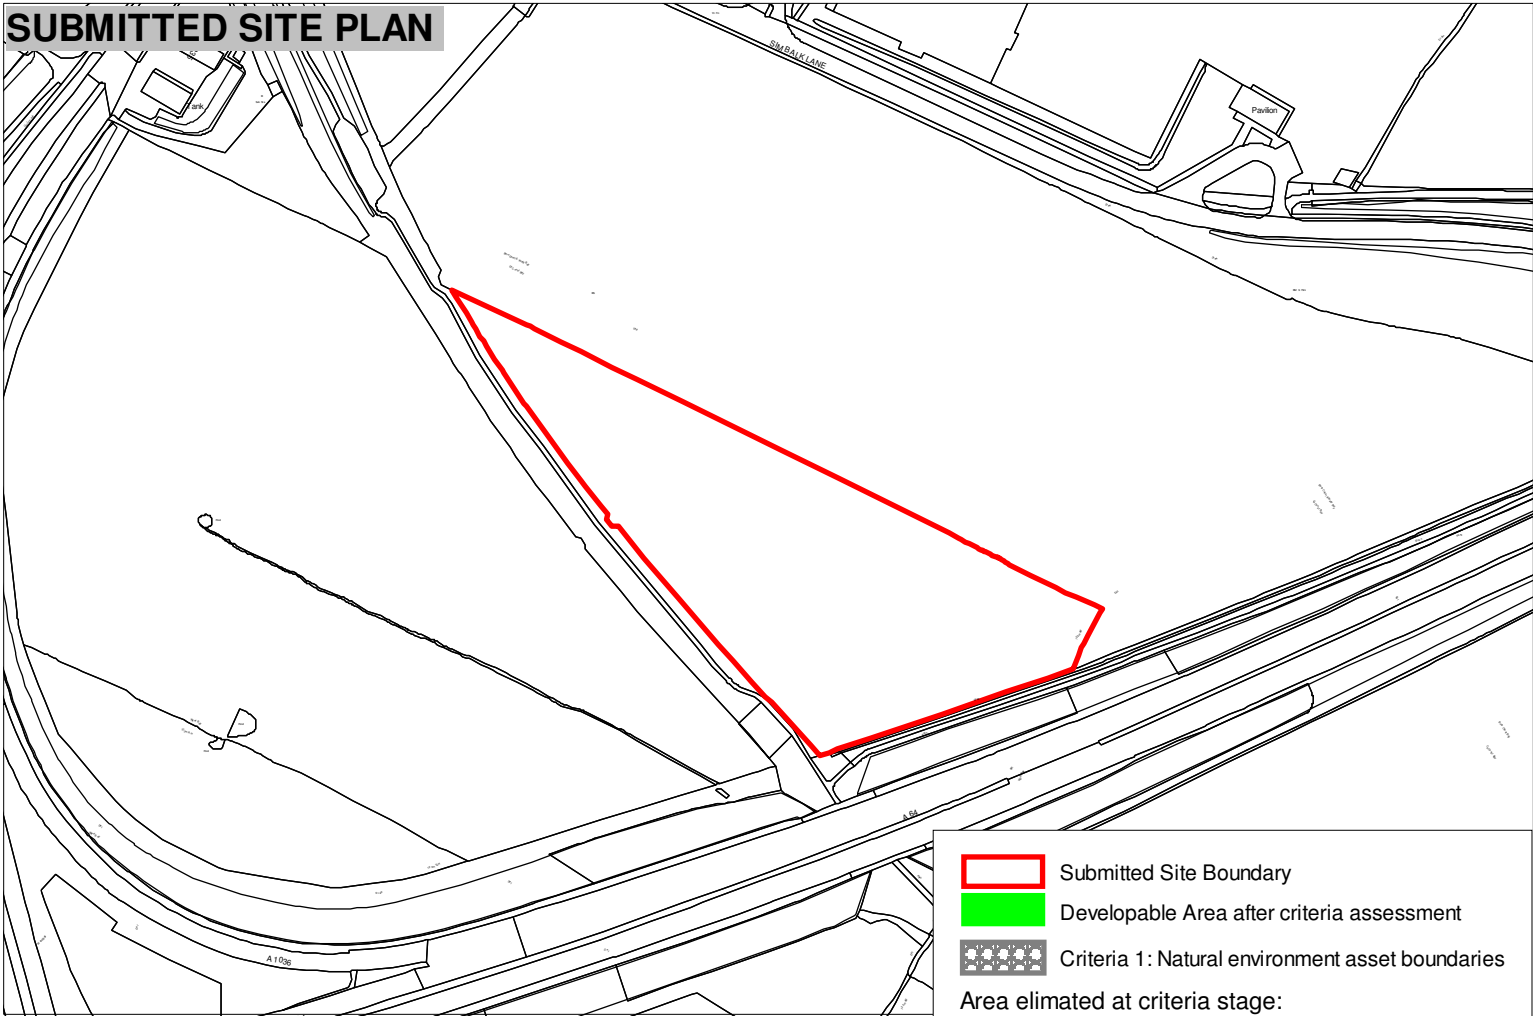 SUBMITTED SITE PLAN
SIM BALK LANE
Tank
Pavilion
A 64
A 1036
Submitted Site Boundary
Developable Area after criteria assessment
Criteria 1: Natural environment asset boundaries
Area elimated at criteria stage: